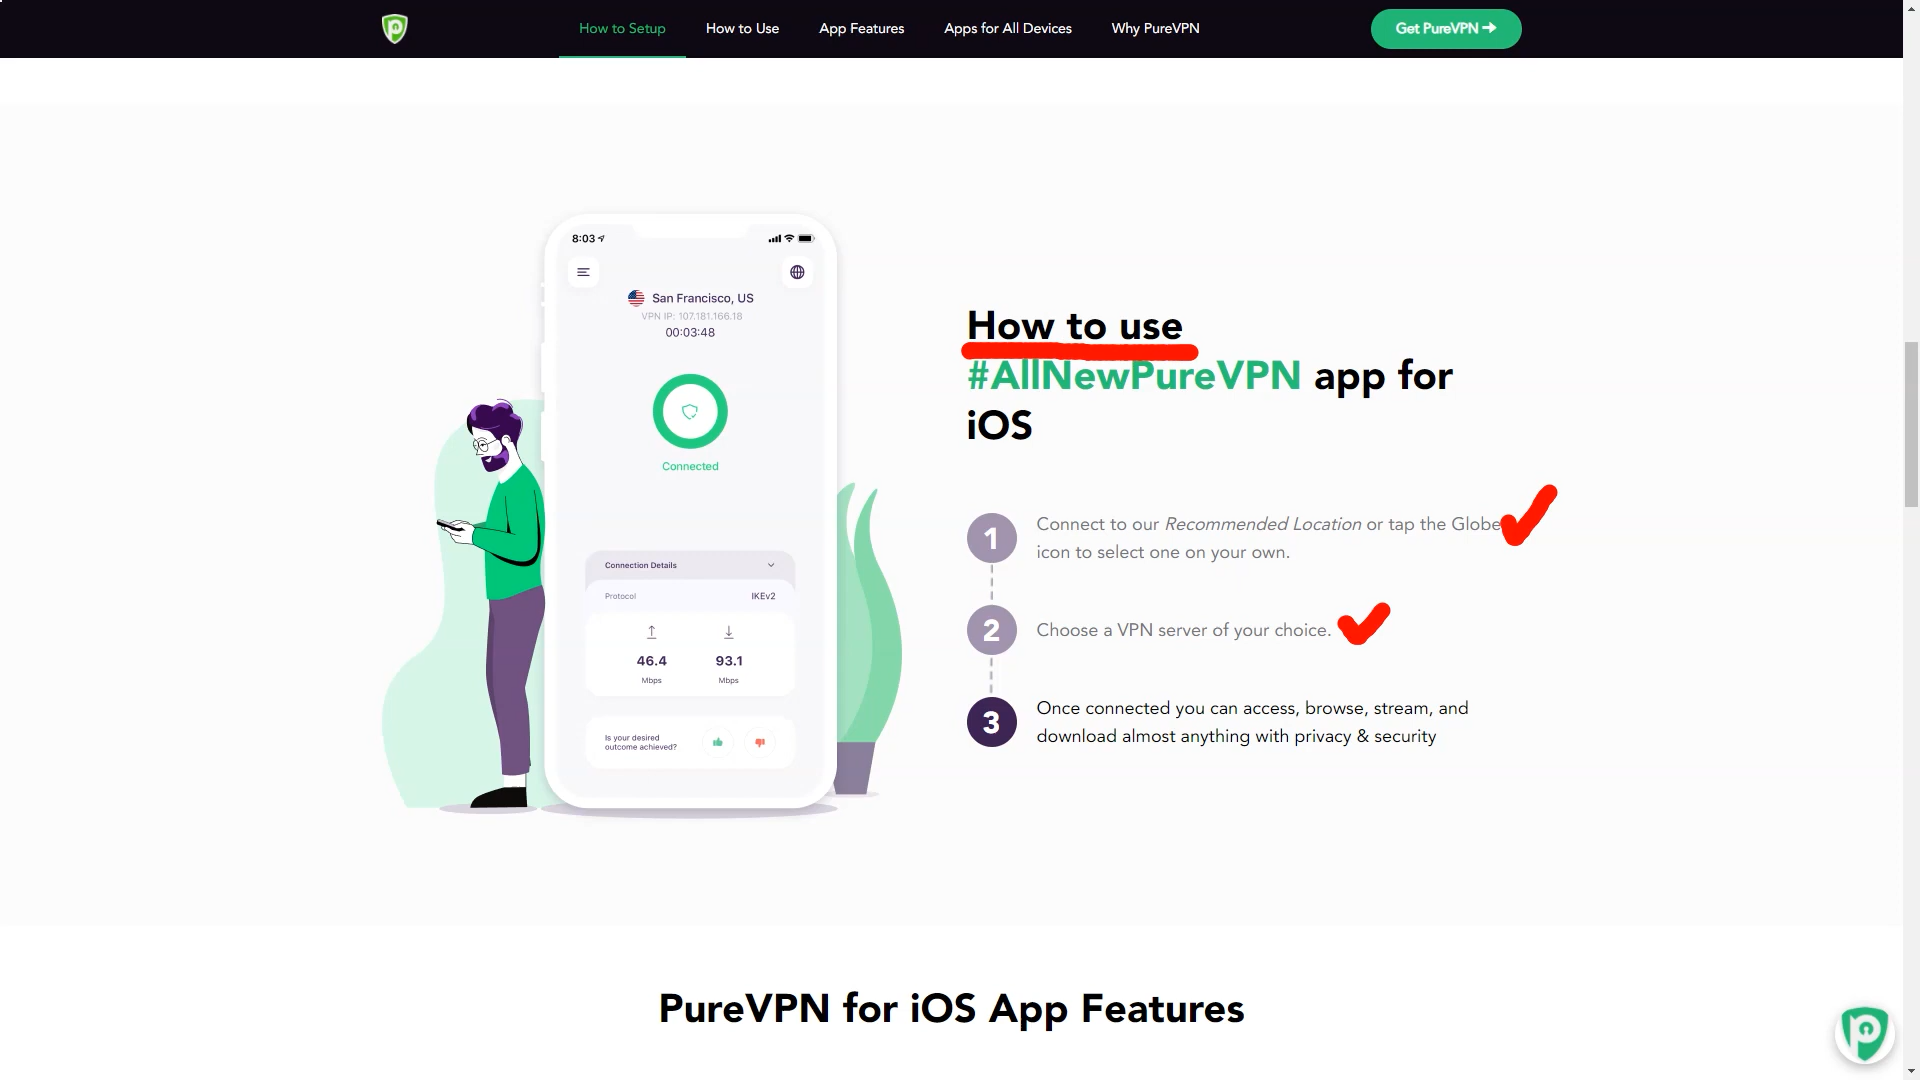 How to Setup
How to Use
App Features
Apps for All Devices
Why PureVPN
Get PureVPN
8:03
San Francisco, US
VPN IP: 107.181.166.18
00:03:48
Connected
Connection Details
Protocol IKEv2
46.4 93.1
Mbps Mbps
Is your desired
outcome achieved?
How to use
#AllNewPureVPN app for
iOS
1
Connect to our Recommended Location or tap the Globe
icon to select one on your own.
2
Choose a VPN server of your choice.
3
Once connected you can access, browse, stream, and
download almost anything with privacy & security
PureVPN for iOS App Features